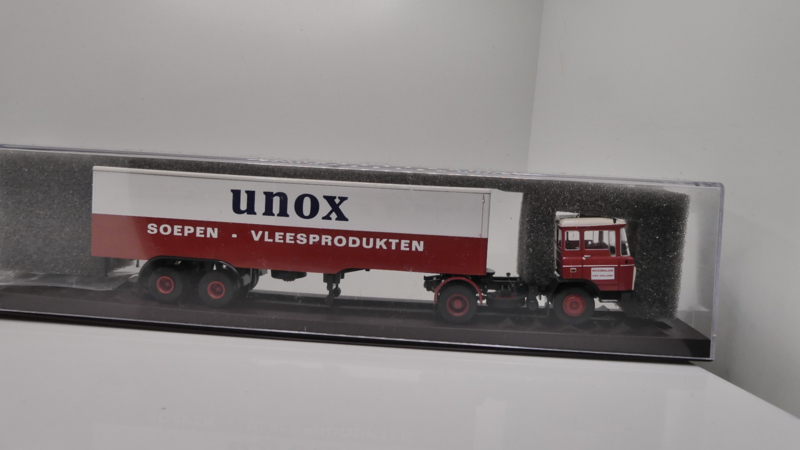 unox
SOEPEN - VLEESPRODUKTEN